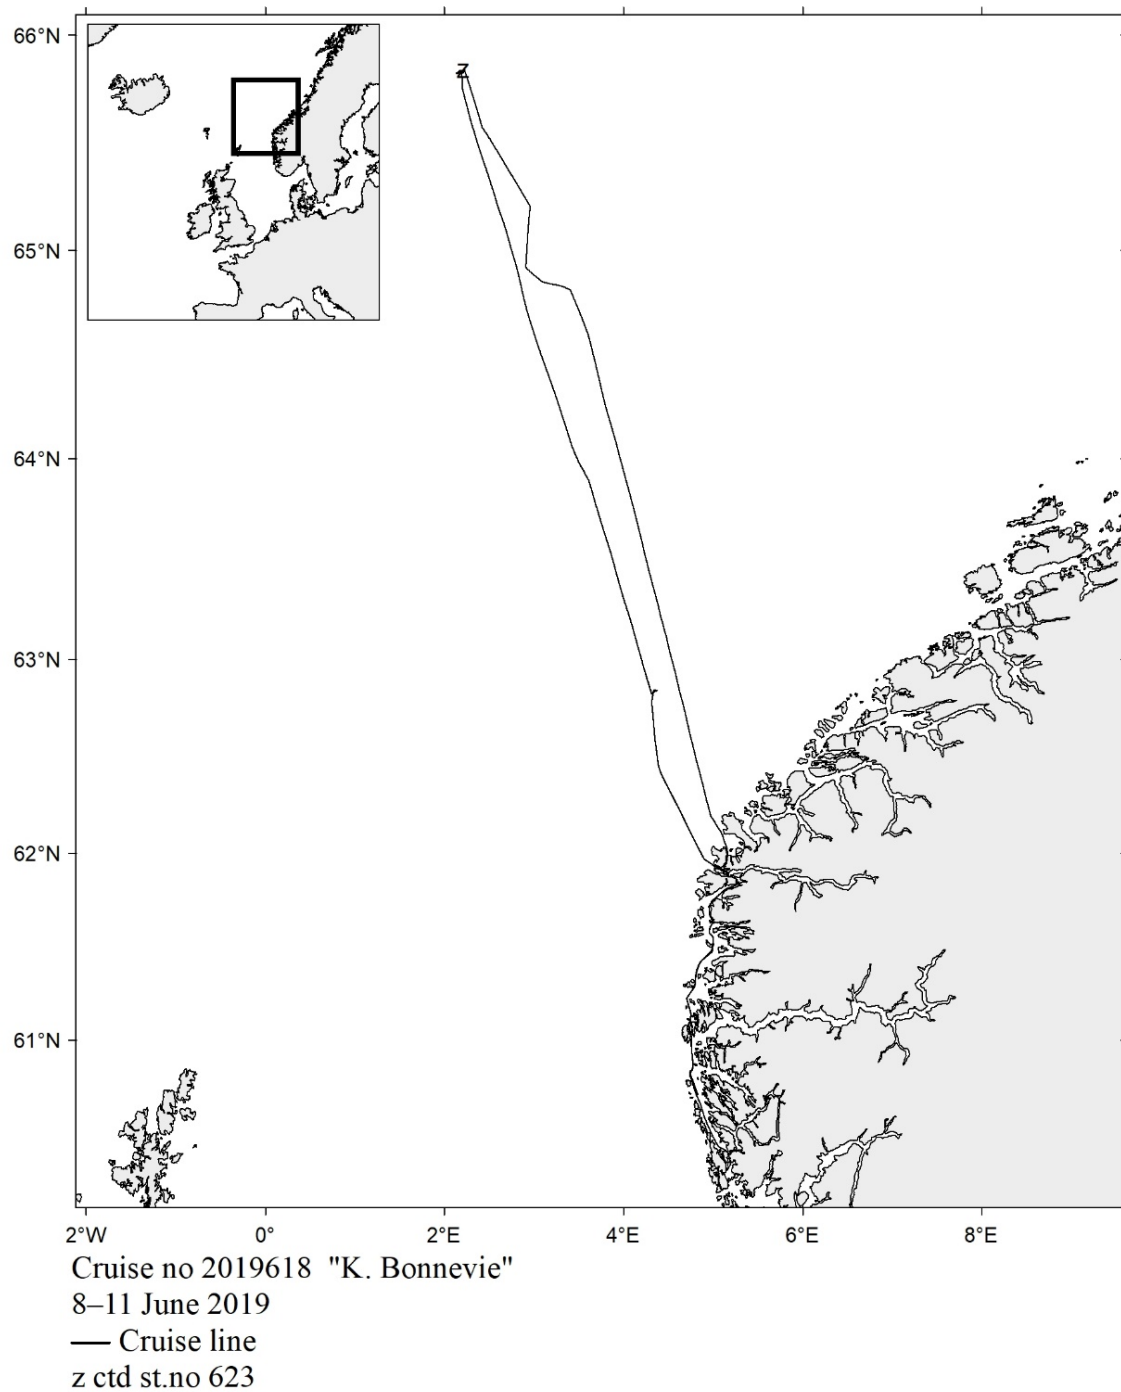 66°N
z
65°N
64°N
63°N
62°N
61°N
2°W 0° 2°E 4°E 6°E 8°E
Cruise no 2019618 "K. Bonnevie"
8–11 June 2019
Cruise line
z ctd st.no 623